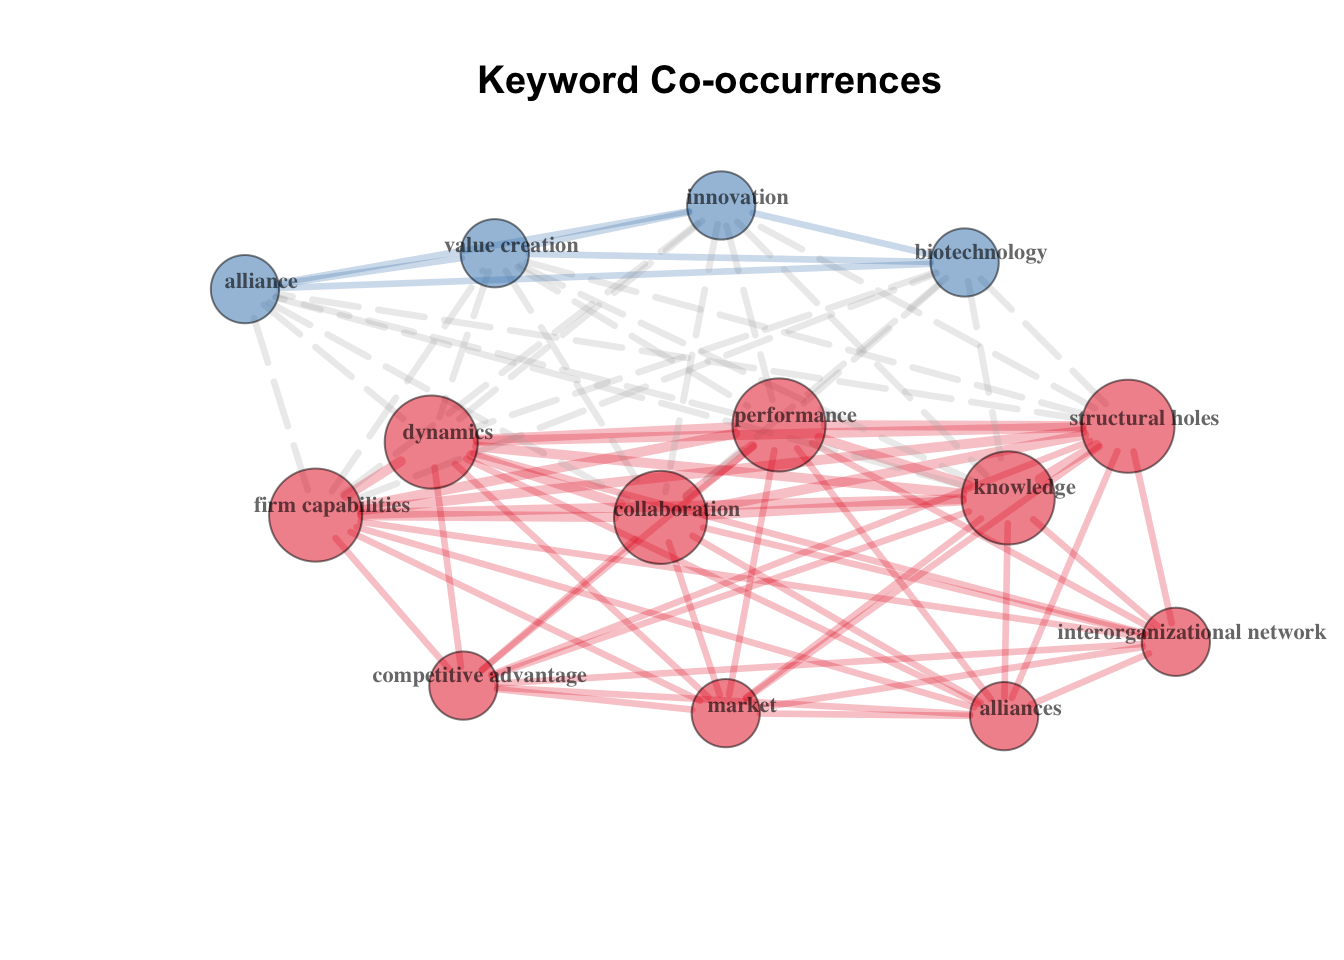 Keyword Co-occurrences
innovation
value creation
biotechnology
alliance
performance
structural holes
dynamics
knowledge
firm capabilities
collaboration
interorganizational network
competitive advantage
market
alliances